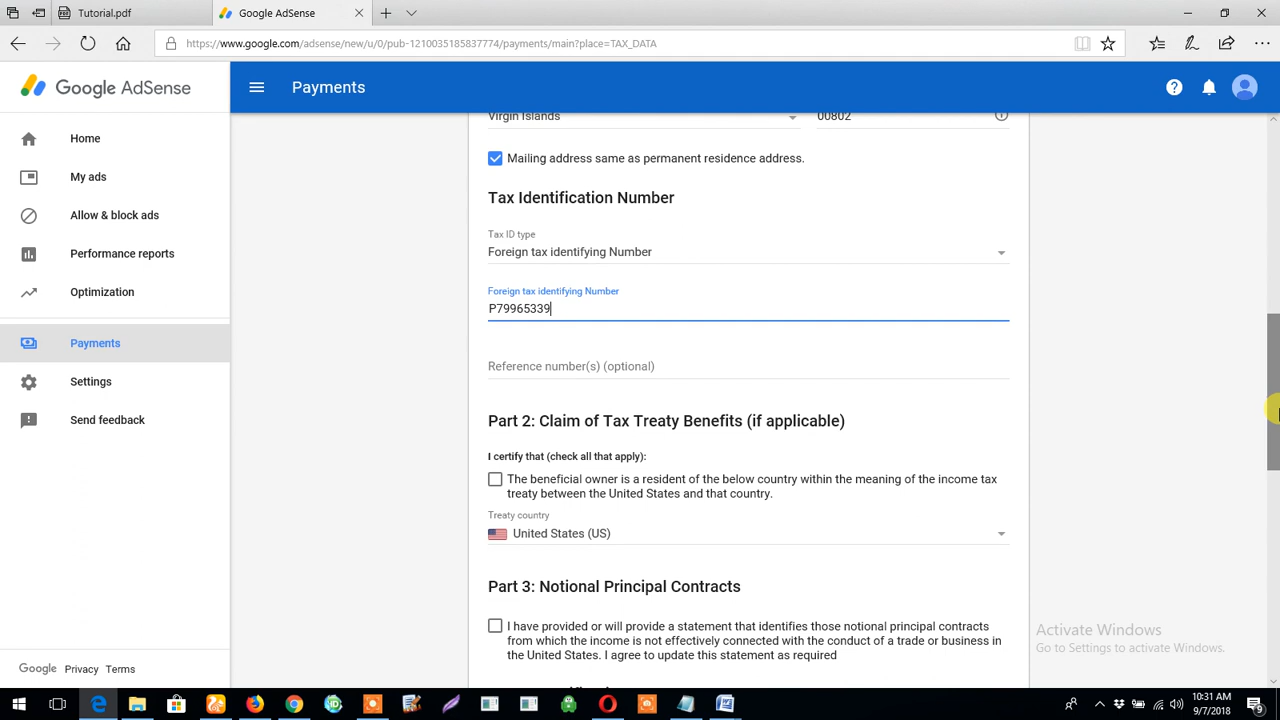 Tutorial.pdf
Google AdSense
https://www.google.com/adsense/new/u/0/pub-1210035185837774/payments/main?place=TAX_DATA
Google AdSense
Payments
Home
My ads
Allow & block ads
Performance reports
Optimization
Payments
Settings
Send feedback
Google Privacy Terms
Virgin Islands
00802
Mailing address same as permanent residence address.
Tax Identification Number
Tax ID type
Foreign tax identifying Number
Foreign tax identifying Number
P79965339
Reference number(s) (optional)
Part 2: Claim of Tax Treaty Benefits (if applicable)
I certify that (check all that apply):
The beneficial owner is a resident of the below country within the meaning of the income tax
treaty between the United States and that country.
Treaty country
United States (US)
Part 3: Notional Principal Contracts
I have provided or will provide a statement that identifies those notional principal contracts
from which the income is not effectively connected with the conduct of a trade or business in
the United States. I agree to update this statement as required
Activate Windows
Go to Settings to activate Windows.
10:31 AM
9/7/2018